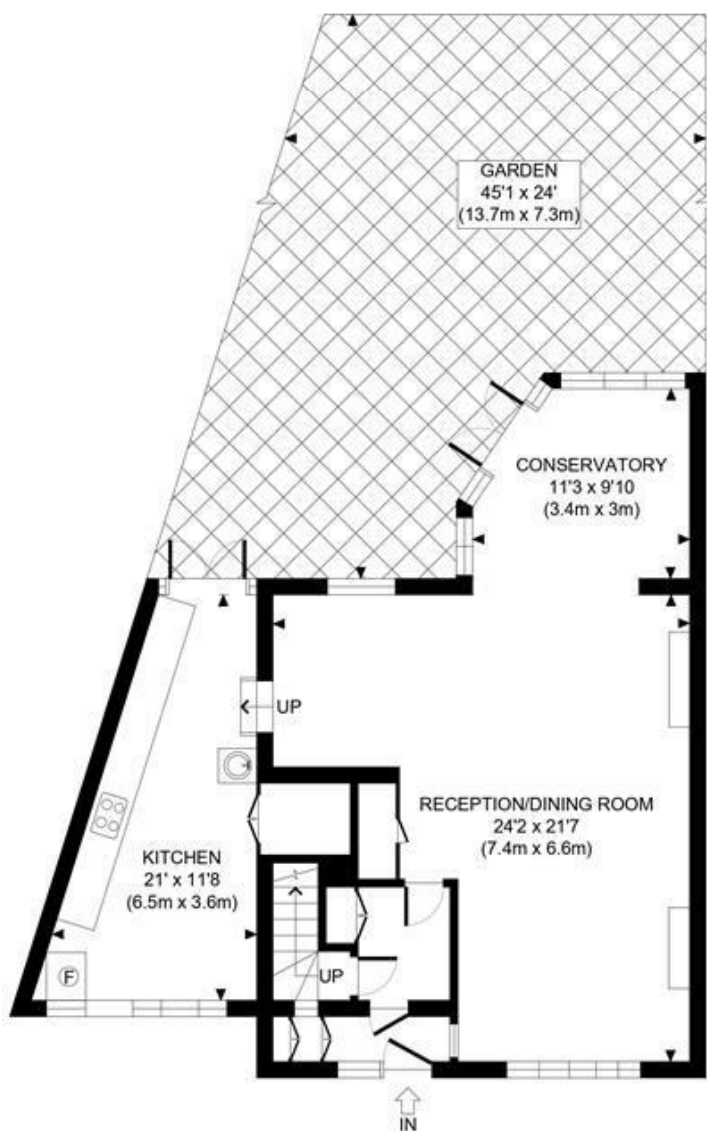 GARDEN
45'1 x 24'
(13.7m x 7.3m)
CONSERVATORY
11'3 x 9'10
(3.4m x 3m)
UP
RECEPTION/DINING ROOM
24'2 x 21'7
(7.4m x 6.6m)
KITCHEN
21' x 11'8
(6.5m x 3.6m)
F
UP
IN